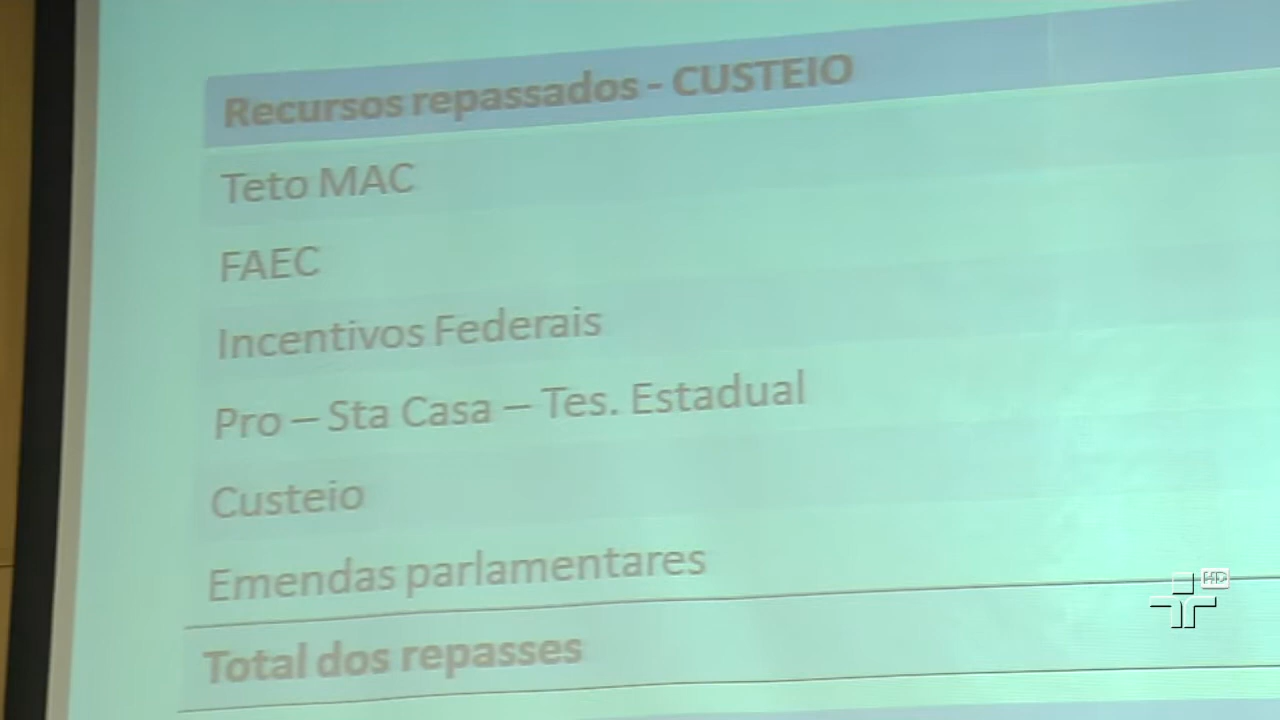 Recursos repassados - CUSTEIO
Teto MAC
FAEC
Incentivos Federais
Pro – Sta Casa – Tes. Estadual
Custeio
Emendas parlamentares
Total dos repasses
HD